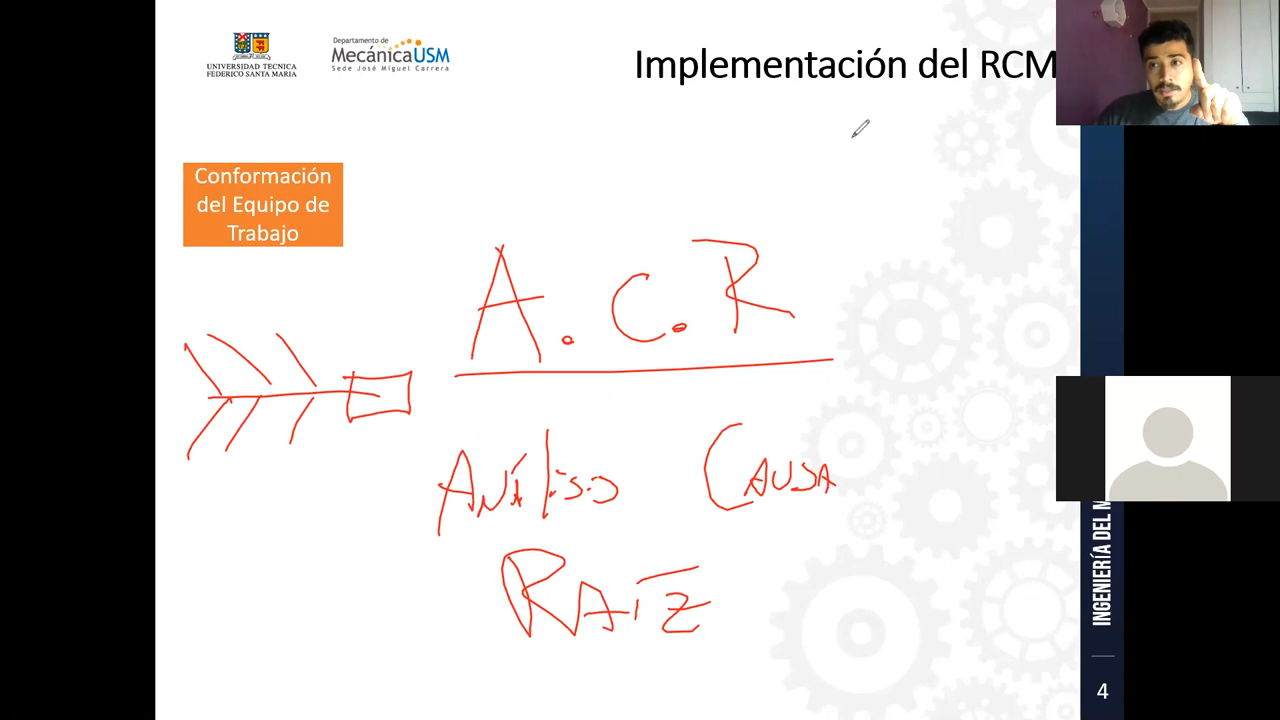 UNIVERSIDAD TECNICA
FEDERICO SANTA MARIA
Departamento de
MecánicaUSM
Sede José Miguel Carrera
Implementación del RCM
Conformación
del Equipo de
Trabajo
A.C.R
Análisis Causa
Raíz
INGENIERÍA DEL M
4